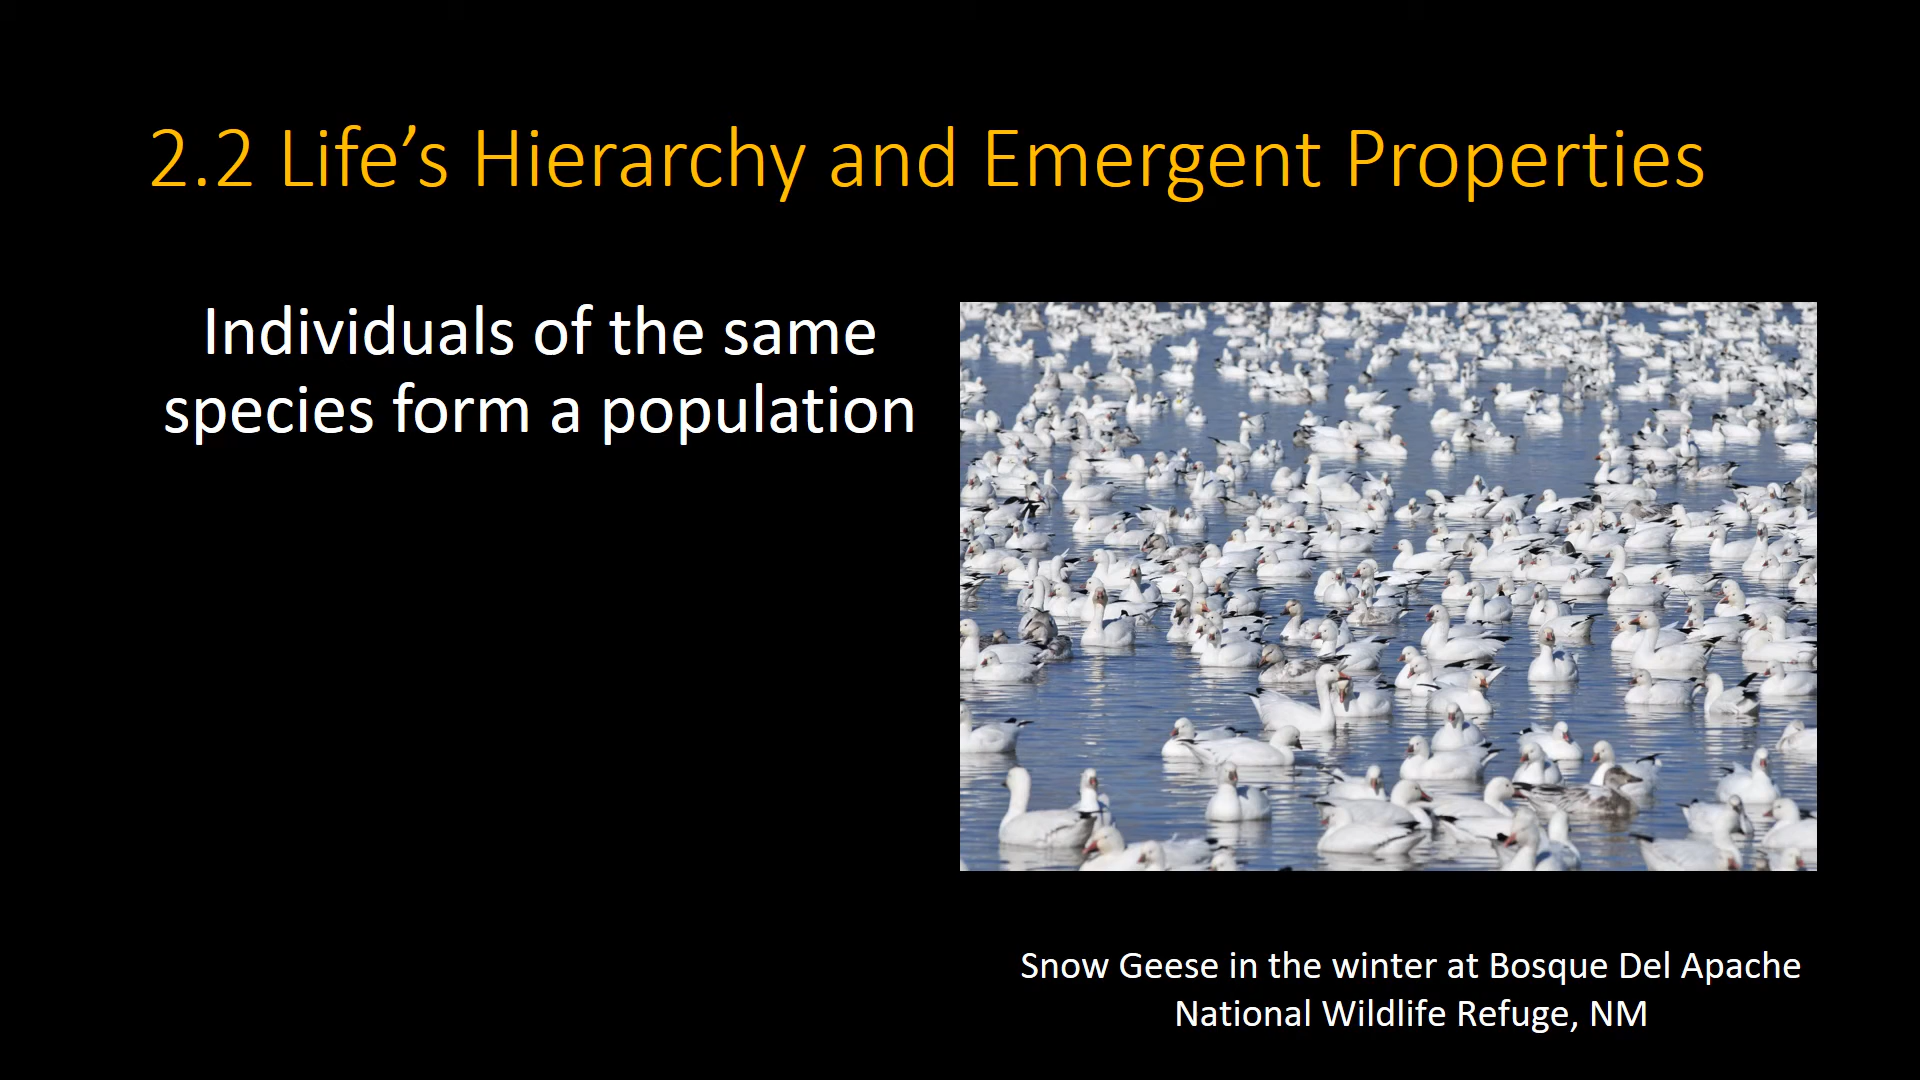 2.2 Life’s Hierarchy and Emergent Properties
Individuals of the same
species form a population
Snow Geese in the winter at Bosque Del Apache
National Wildlife Refuge, NM